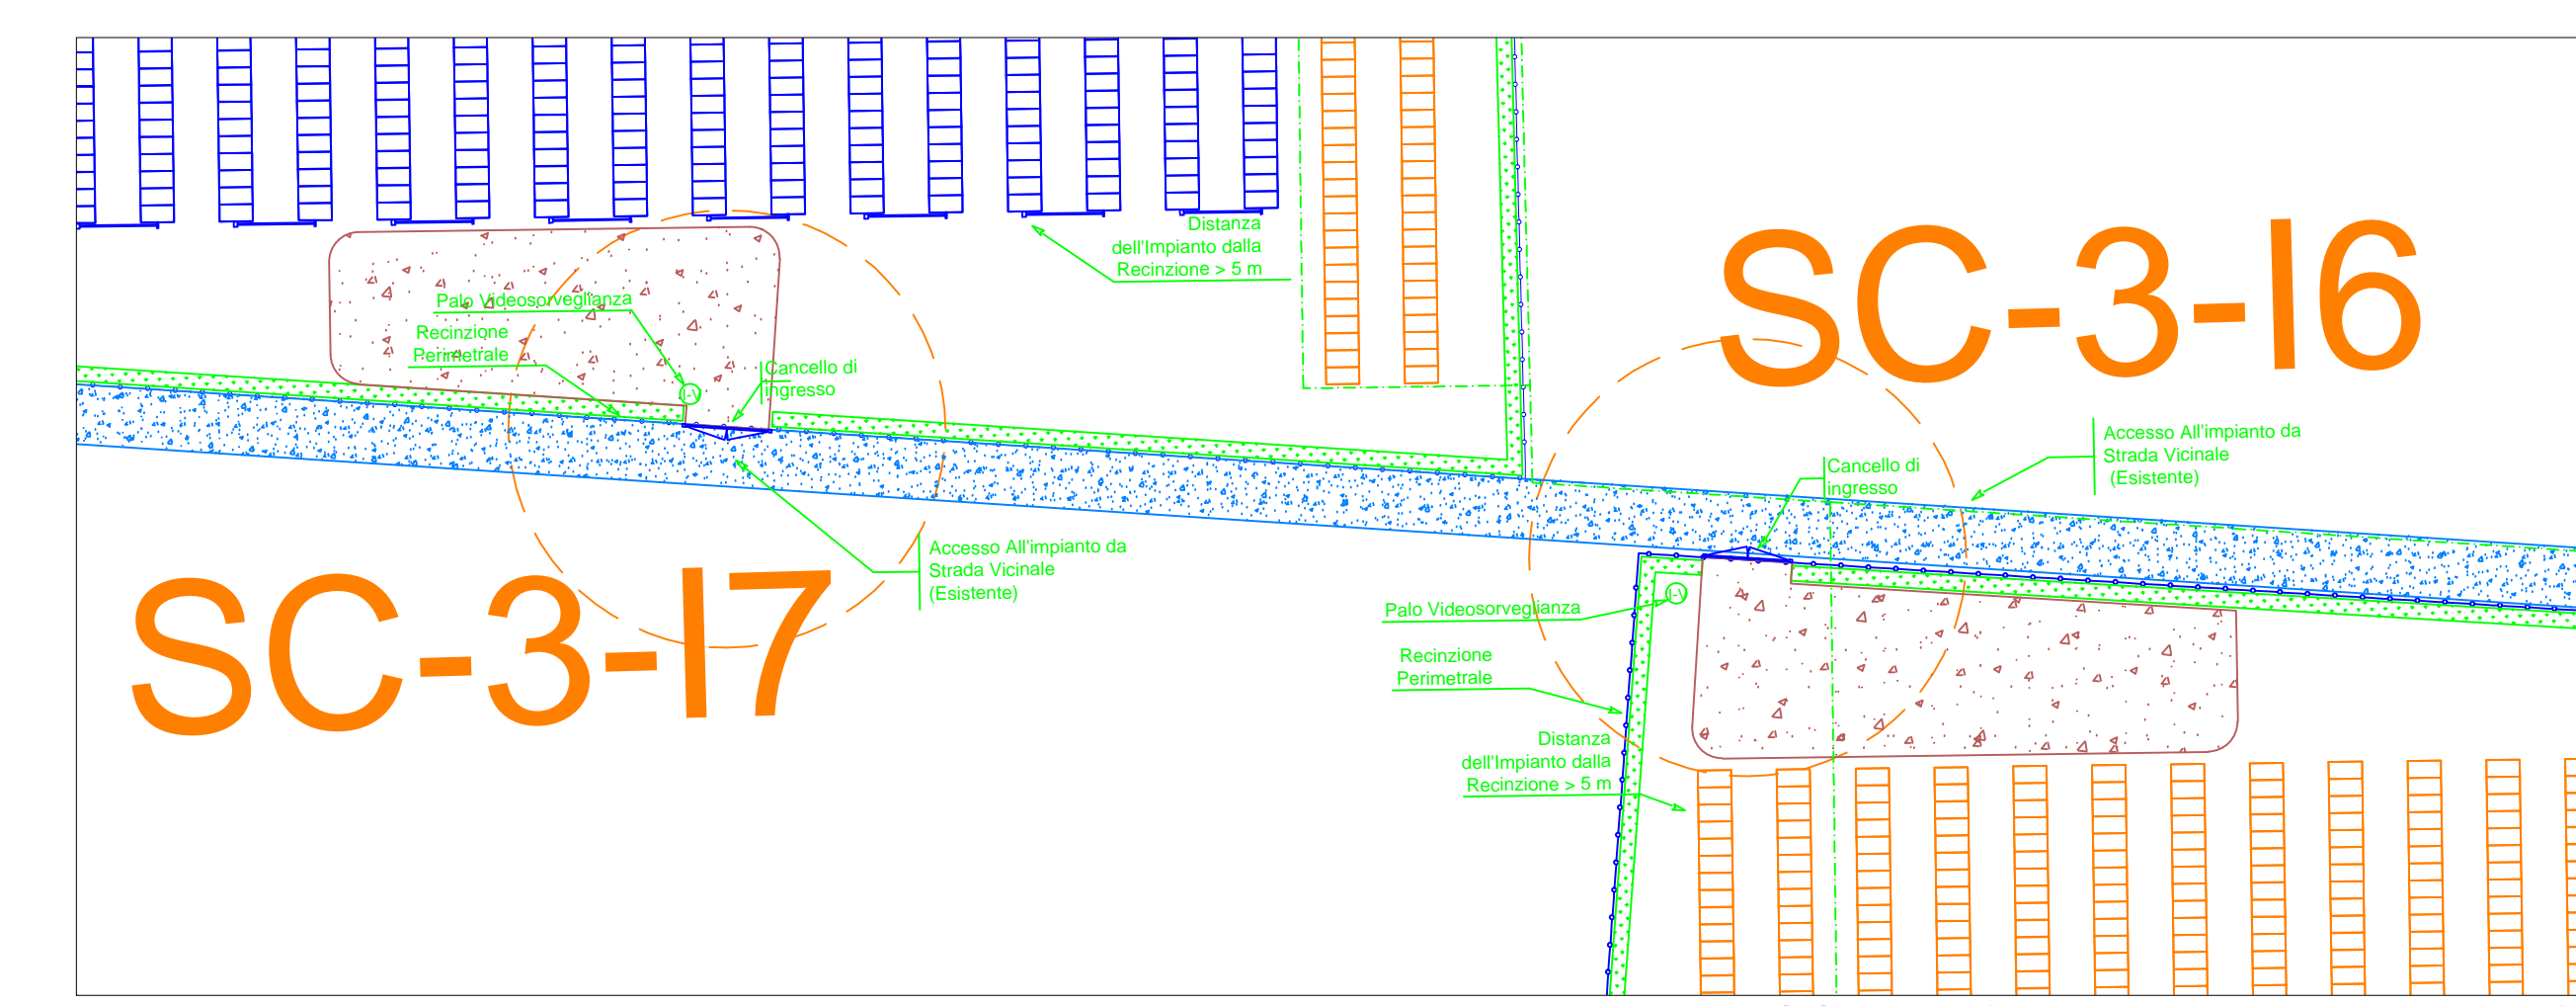 Distanza
dell'Impianto dalla
Recinzione > 5 m
Palo Videosorveglianza
Recinzione
Perimetrale
I-V
Cancello di
ingresso
Accesso All'impianto da
Strada Vicinale
(Esistente)
SC-3-I7
SC-3-I6
Accesso All'impianto da
Strada Vicinale
(Esistente)
Cancello di
ingresso
Palo Videosorveglianza
I-V
Recinzione
Perimetrale
Distanza
dell'Impianto dalla
Recinzione > 5 m